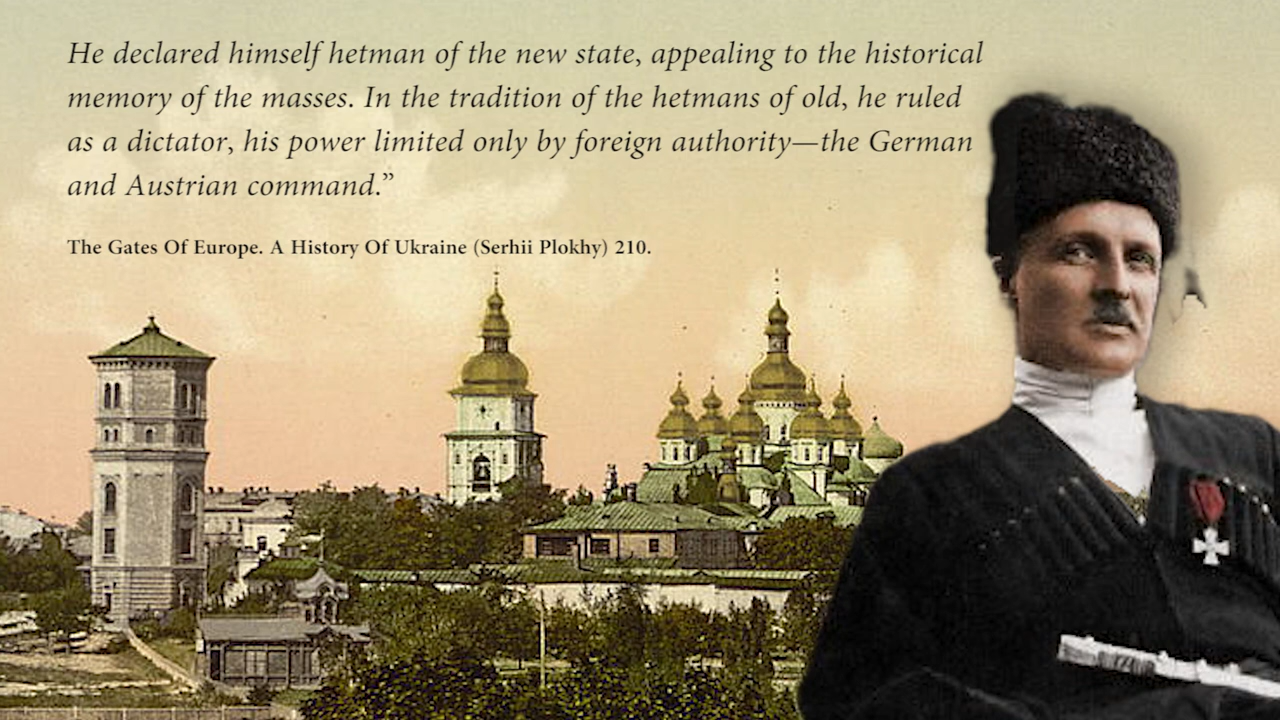 He declared himself hetman of the new state, appealing to the historical
memory of the masses. In the tradition of the hetmans of old, he ruled
as a dictator, his power limited only by foreign authority—the German
and Austrian command.”
The Gates Of Europe. A History Of Ukraine (Serhii Plokhy) 210.